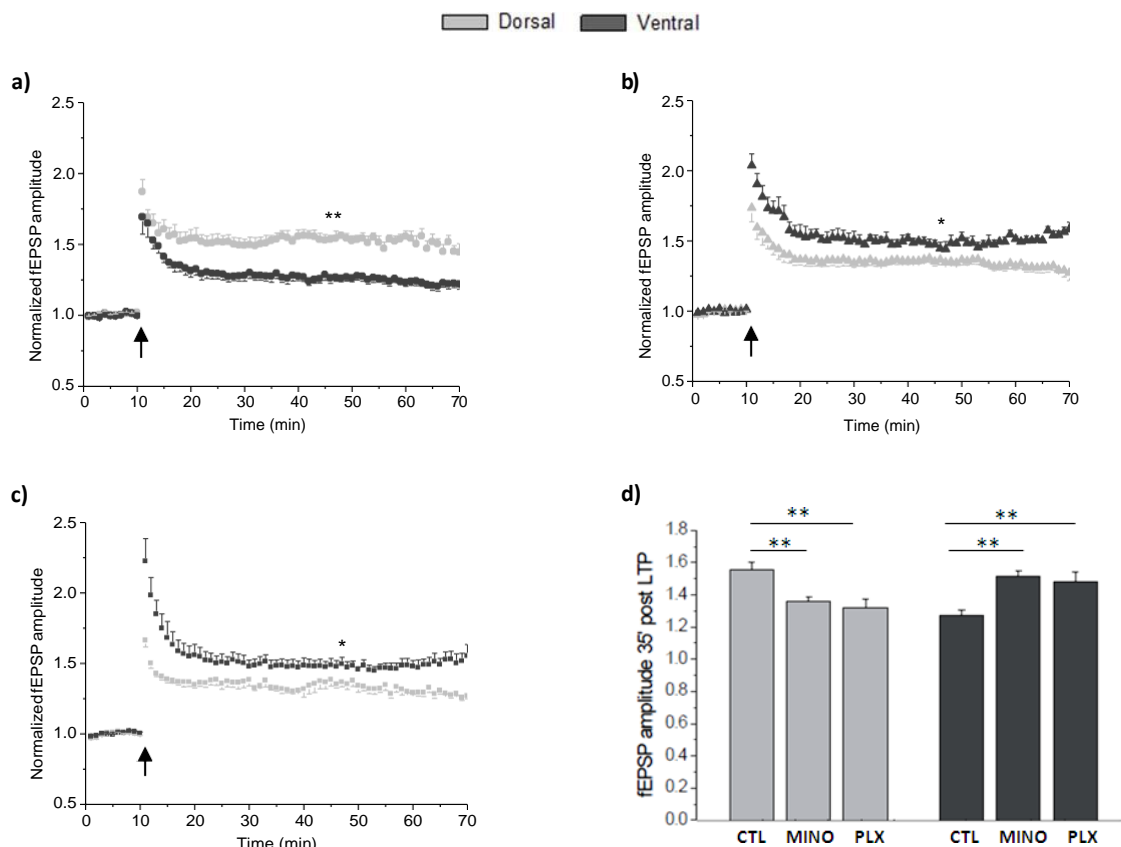 Dorsal Ventral
a)
2.5
2.0
1.5
1.0
0.5
**
Normalized fEPSP amplitude
0 10 20 30 40 50 60 70
Time (min)
b)
2.5
2.0
1.5
1.0
0.5
*
Normalized fEPSP amplitude
0 10 20 30 40 50 60 70
Time (min)
c)
2.5
2.0
1.5
1.0
0.5
*
Normalized fEPSP amplitude
0 10 20 30 40 50 60 70
Time (min)
d)
1.8
1.6
1.4
1.2
1.0
0.8
0.6
0.4
0.2
0.0
fEPSP amplitude 35' post LTP
** **
** **
CTL MINO PLX CTL MINO PLX